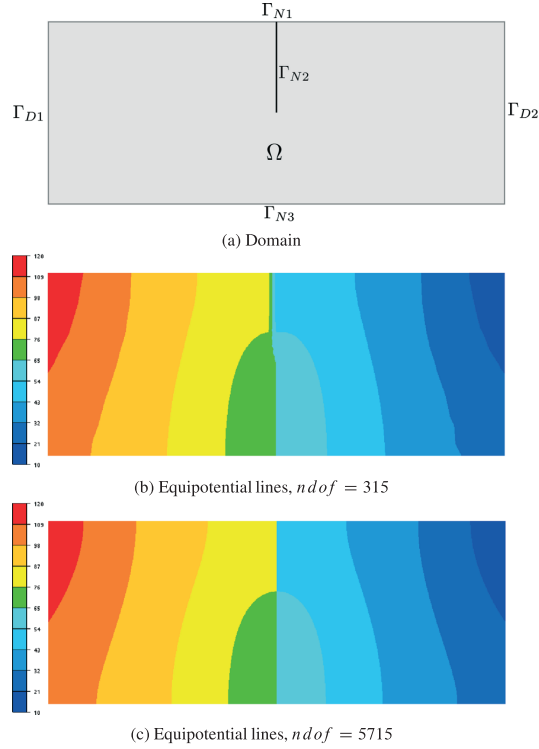 Γ_{N1}
Γ_{N2}
Γ_{D1}
Γ_{D2}
Ω
Γ_{N3}
(a) Domain
120
109
98
87
76
65
54
43
32
21
10
(b) Equipotential lines, ndof = 315
120
109
98
87
76
65
54
43
32
21
10
(c) Equipotential lines, ndof = 5715